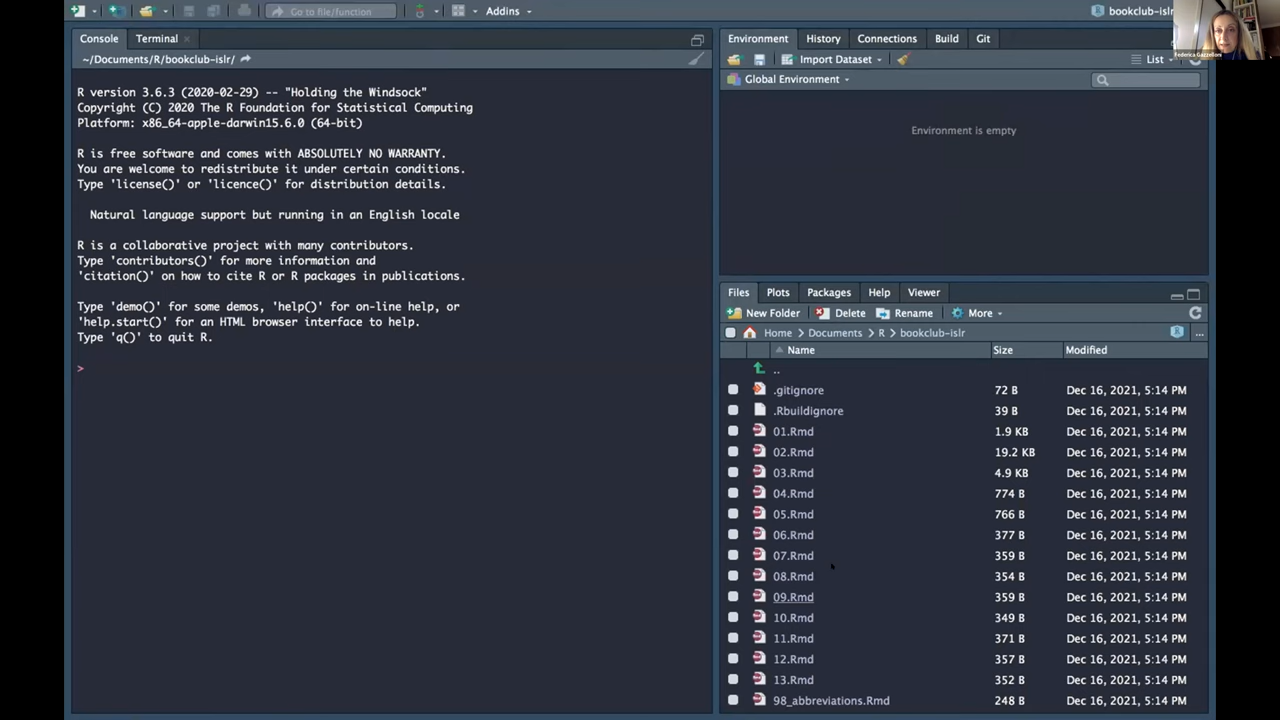 Go to file/function
Addins
bookclub-islr
Federica Gazzelloni
Console
Terminal
~/Documents/R/bookclub-islr/
R version 3.6.3 (2020-02-29) -- "Holding the Windsock"
Copyright (C) 2020 The R Foundation for Statistical Computing
Platform: x86_64-apple-darwin15.6.0 (64-bit)
R is free software and comes with ABSOLUTELY NO WARRANTY.
You are welcome to redistribute it under certain conditions.
Type 'license()' or 'licence()' for distribution details.
Natural language support but running in an English locale
R is a collaborative project with many contributors.
Type 'contributors()' for more information and
'citation()' on how to cite R or R packages in publications.
Type 'demo()' for some demos, 'help()' for on-line help, or
'help.start()' for an HTML browser interface to help.
Type 'q()' to quit R.
>
Environment History Connections Build Git
Import Dataset List
Global Environment
Environment is empty
Files Plots Packages Help Viewer
New Folder Delete Rename More
Home Documents R bookclub-islr ...
Name Size Modified
..
.gitignore 72 B Dec 16, 2021, 5:14 PM
.Rbuildignore 39 B Dec 16, 2021, 5:14 PM
01.Rmd 1.9 KB Dec 16, 2021, 5:14 PM
02.Rmd 19.2 KB Dec 16, 2021, 5:14 PM
03.Rmd 4.9 KB Dec 16, 2021, 5:14 PM
04.Rmd 774 B Dec 16, 2021, 5:14 PM
05.Rmd 766 B Dec 16, 2021, 5:14 PM
06.Rmd 377 B Dec 16, 2021, 5:14 PM
07.Rmd 359 B Dec 16, 2021, 5:14 PM
08.Rmd 354 B Dec 16, 2021, 5:14 PM
09.Rmd 359 B Dec 16, 2021, 5:14 PM
10.Rmd 349 B Dec 16, 2021, 5:14 PM
11.Rmd 371 B Dec 16, 2021, 5:14 PM
12.Rmd 357 B Dec 16, 2021, 5:14 PM
13.Rmd 352 B Dec 16, 2021, 5:14 PM
98_abbreviations.Rmd 248 B Dec 16, 2021, 5:14 PM